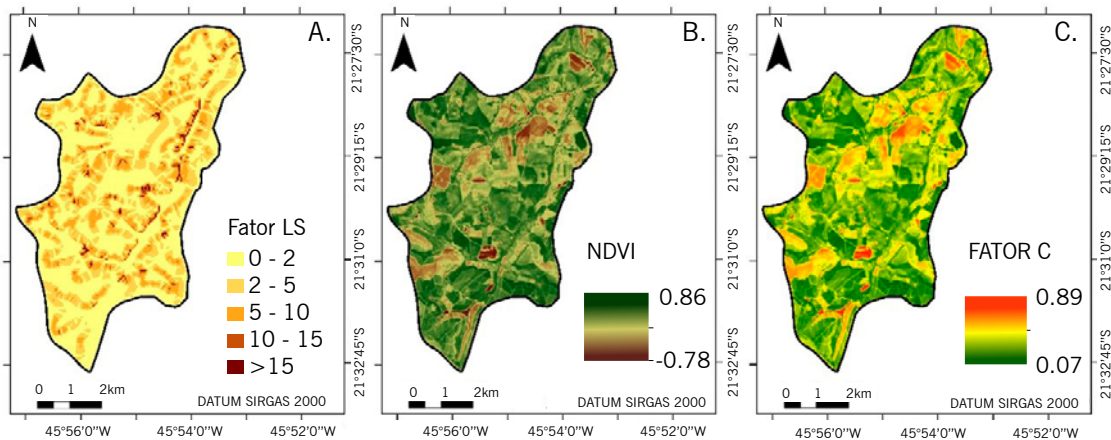 N
A.
Fator LS
0 - 2
2 - 5
5 - 10
10 - 15
>15
0 1 2km
DATUM SIRGAS 2000
45°56'0"W
45°54'0"W
45°52'0"W
21°27'30"S
21°29'15"S
21°31'0"S
21°32'45"S
N
B.
NDVI
0.86
-0.78
0 1 2km
DATUM SIRGAS 2000
45°56'0"W
45°54'0"W
45°52'0"W
21°27'30"S
21°29'15"S
21°31'0"S
21°32'45"S
N
C.
FATOR C
0.89
0.07
0 1 2km
DATUM SIRGAS 2000
45°56'0"W
45°54'0"W
45°52'0"W
21°27'30"S
21°29'15"S
21°31'0"S
21°32'45"S